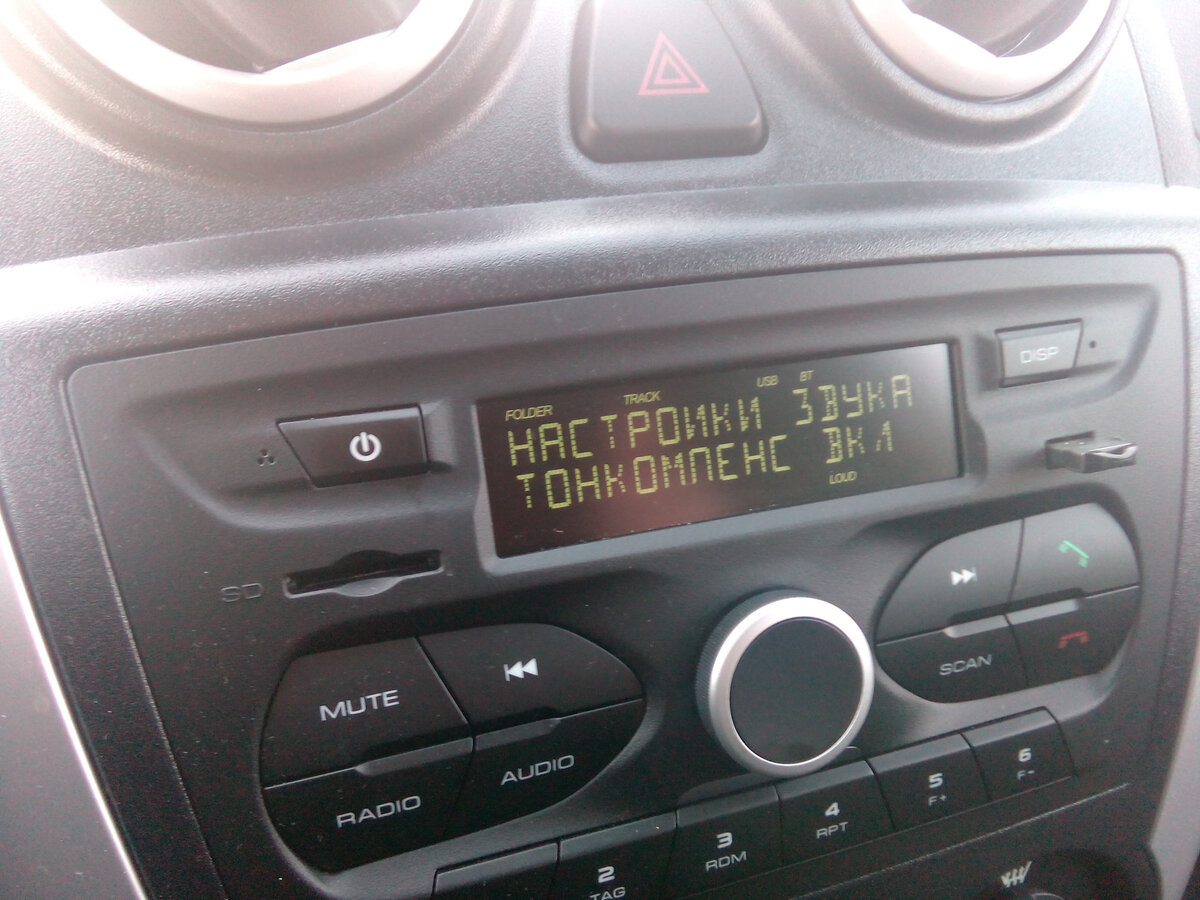 DISP
FOLDER TRACK USB BT
НАСТРОИКИ ЗВУКА
ТОНКОМПЕНС ВКЛ
LOUD
SD
MUTE
SCAN
RADIO
AUDIO
2
TAG
3
RDM
4
RPT
5
F+
6
F-